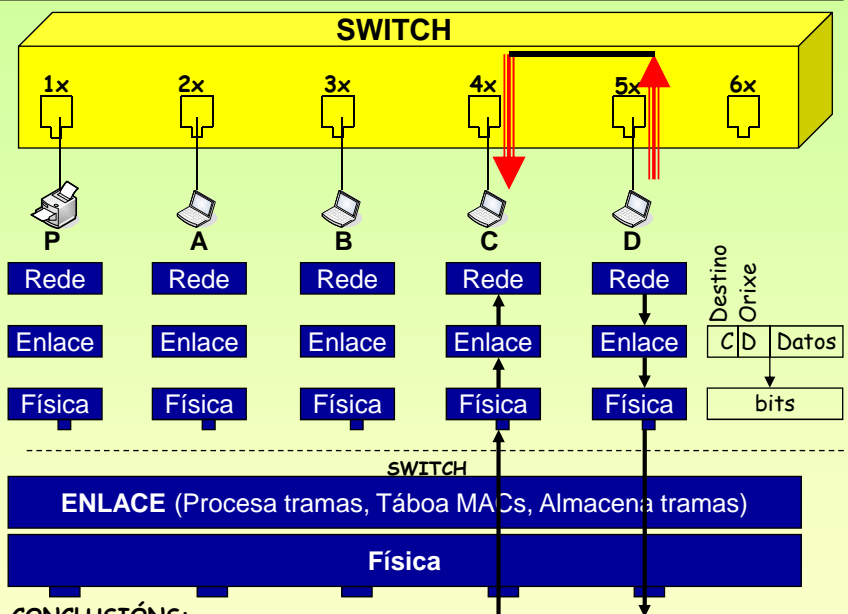 SWITCH
1x 2x 3x 4x 5x 6x
P A B C D
Destino
Orixe
Rede Rede Rede Rede Rede
Enlace Enlace Enlace Enlace Enlace C D Datos
Física Física Física Física Física bits
SWITCH
ENLACE (Procesa tramas, Táboa MACs, Almacena tramas)
Física
CONCLUSIÓNS: